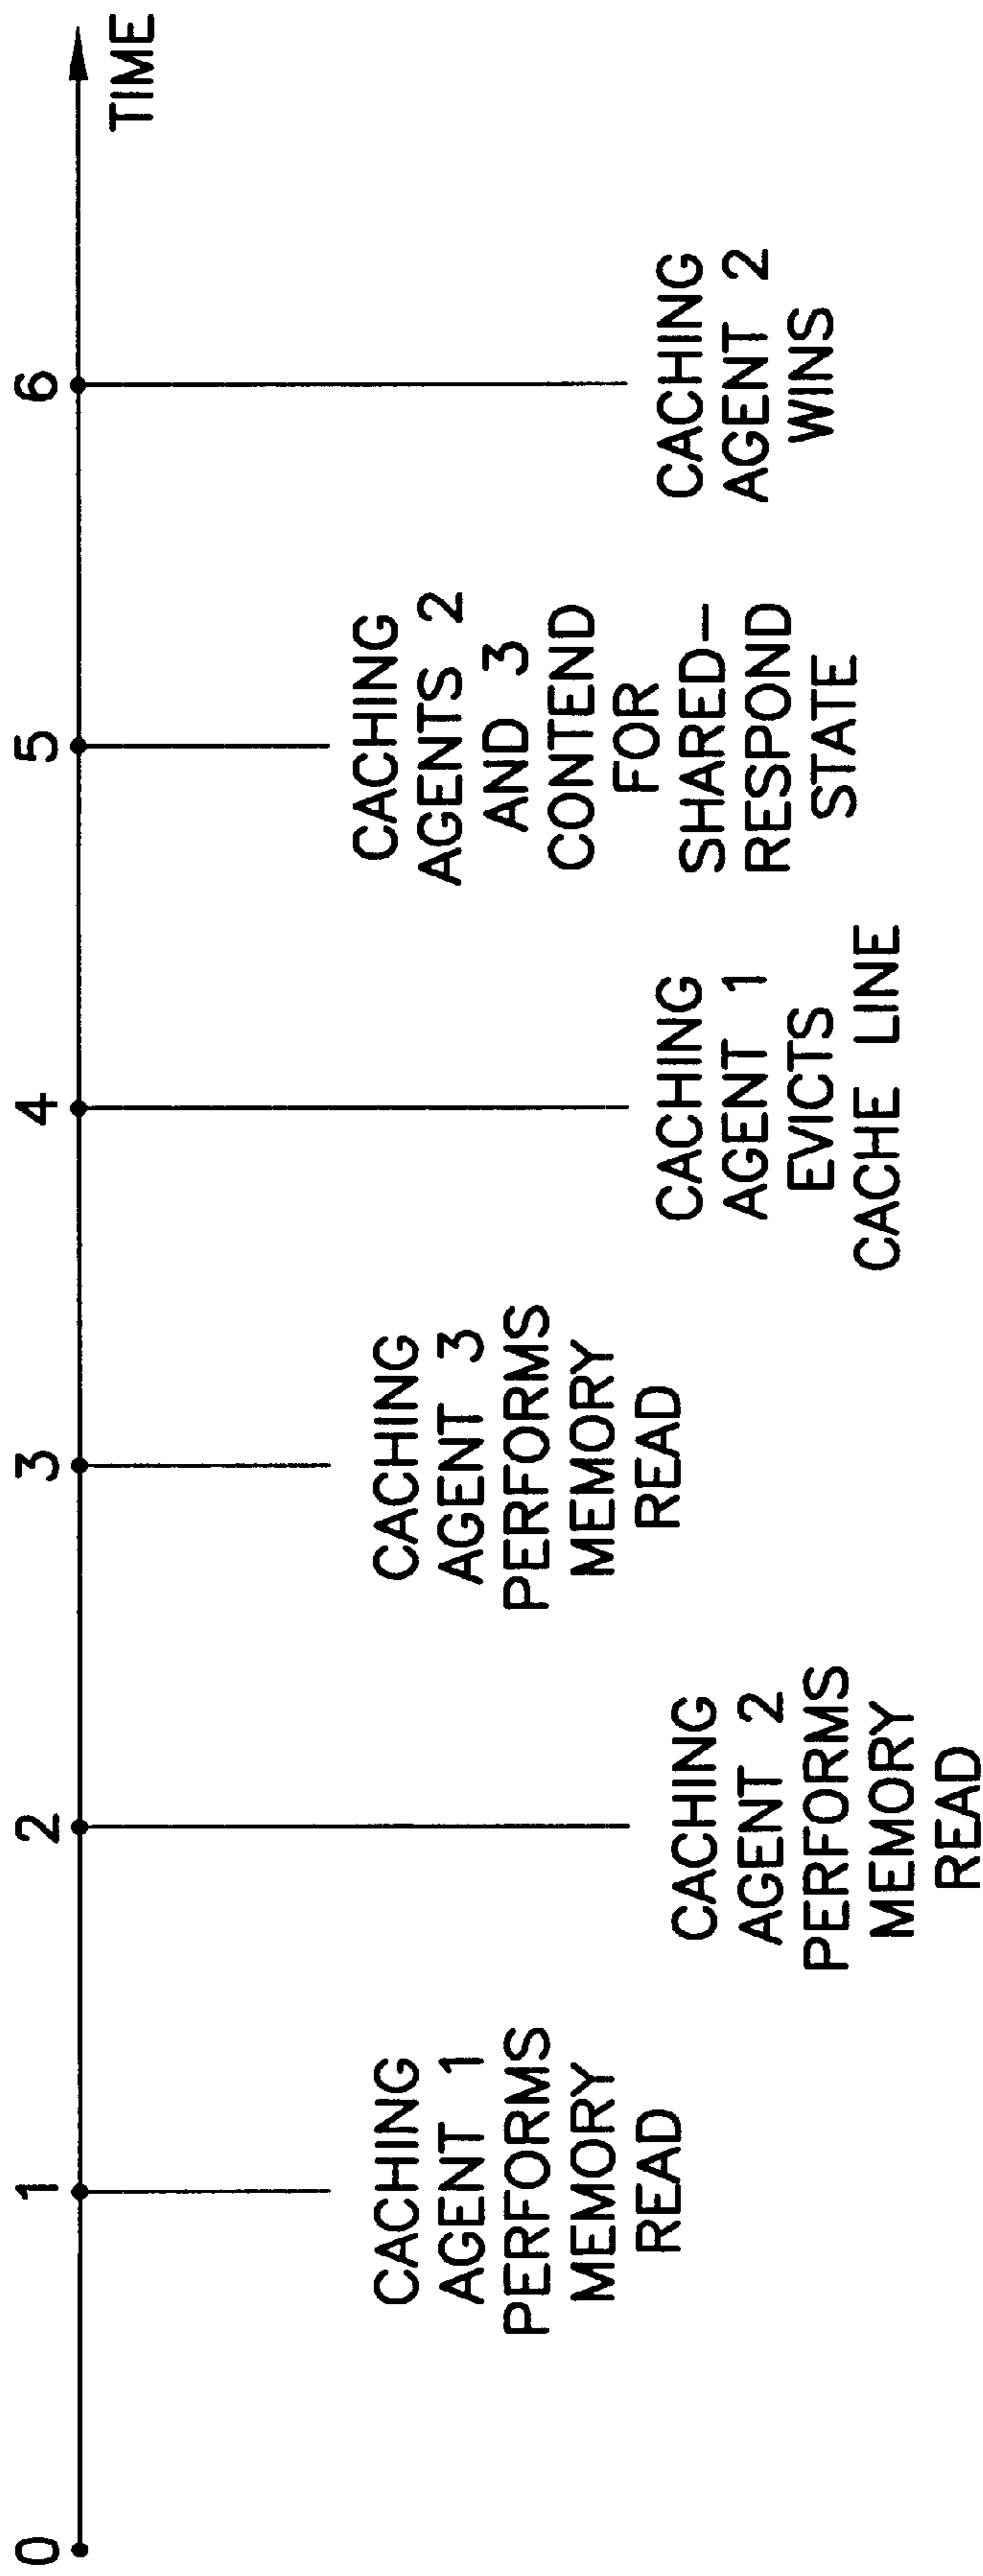 0
1
2
3
4
5
6
TIME
CACHING
AGENT 1
PERFORMS
MEMORY
READ
CACHING
AGENT 2
PERFORMS
MEMORY
READ
CACHING
AGENT 3
PERFORMS
MEMORY
READ
CACHING
AGENT 1
EVICTS
CACHE LINE
CACHING
AGENTS 2
AND 3
CONTEND
FOR
SHARED–
RESPOND
STATE
CACHING
AGENT 2
WINS